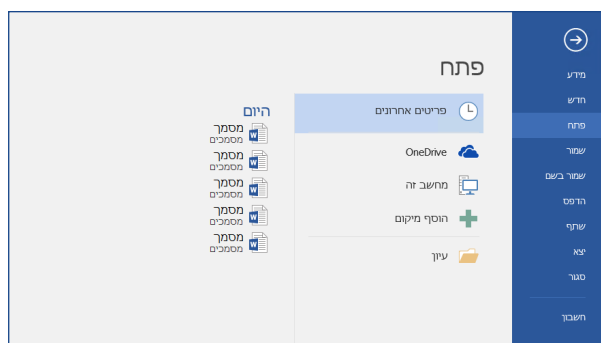 מידע
חדש
פתח
שמור
שמור בשם
הדפס
שתף
יצא
סגור
חשבון
פתח
פריטים אחרונים
OneDrive
מחשב זה
הוסף מיקום
עיון
היום
מסמך
מסמכים
מסמך
מסמכים
מסמך
מסמכים
מסמך
מסמכים
מסמך
מסמכים